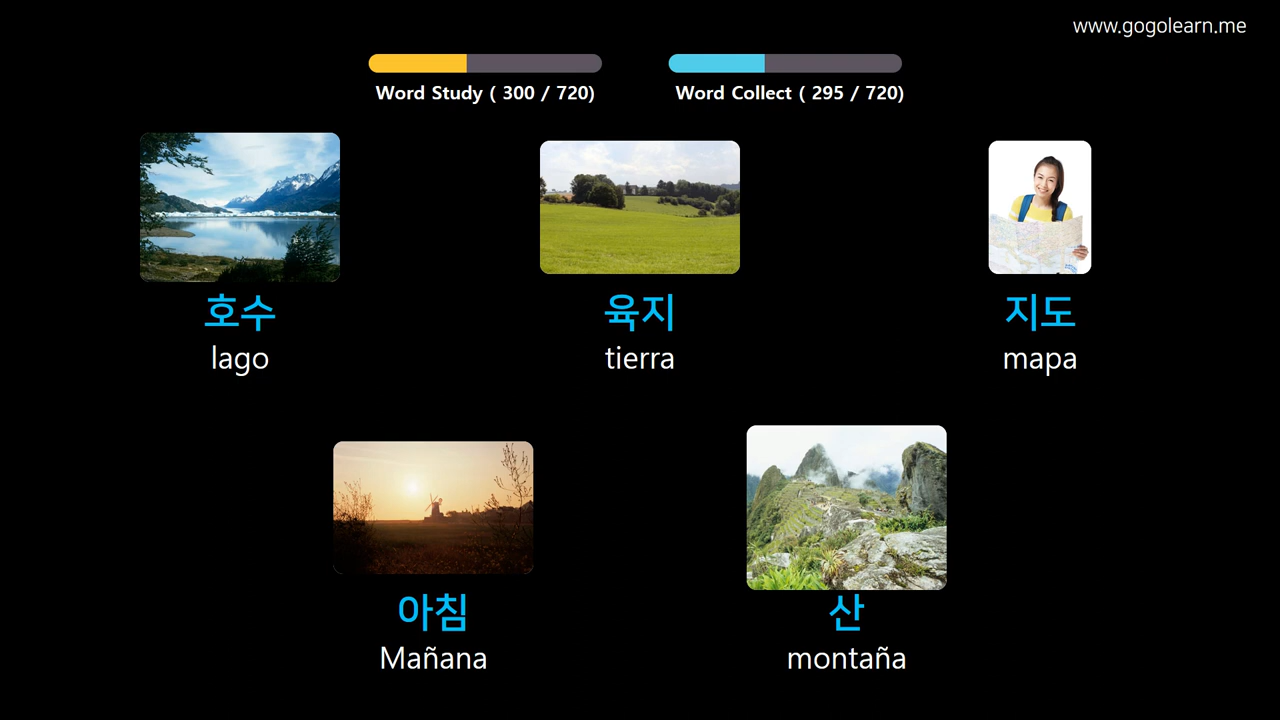 www.gogolearn.me
Word Study ( 300 / 720)
Word Collect ( 295 / 720)
호수
lago
육지
tierra
지도
mapa
아침
Mañana
산
montaña